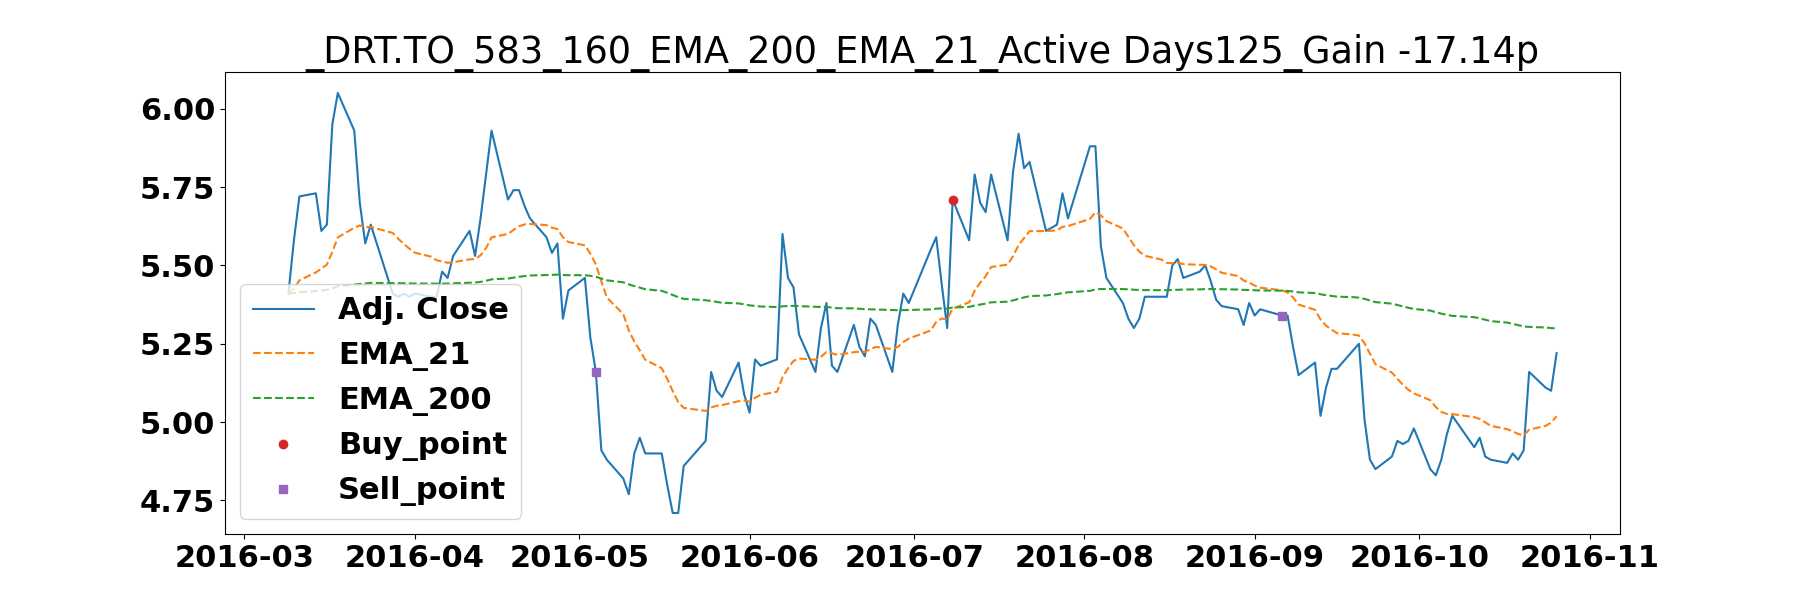 _DRT.TO_583_160_EMA_200_EMA_21_Active Days125_Gain -17.14p
6.00
5.75
5.50
5.25
5.00
4.75
Adj. Close
EMA_21
EMA_200
Buy_point
Sell_point
2016-03 2016-04 2016-05 2016-06 2016-07 2016-08 2016-09 2016-10 2016-11